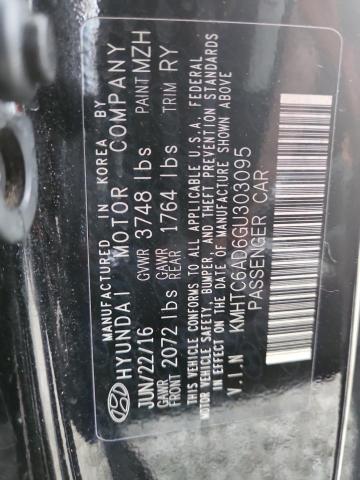 MANUFACTURED IN KOREA BY
HYUNDAI MOTOR COMPANY
JUN/22/16 GVWR 3748 lbs PAINT MZH
GAWR FRONT 2072 lbs GAWR REAR 1764 lbs TRIM RY
THIS VEHICLE CONFORMS TO ALL APPLICABLE U.S.A. FEDERAL
MOTOR VEHICLE SAFETY, BUMPER, AND THEFT PREVENTION STANDARDS
IN EFFECT ON THE DATE OF MANUFACTURE SHOWN ABOVE
V.I.N KMHTC6AD6GU303095
PASSENGER CAR